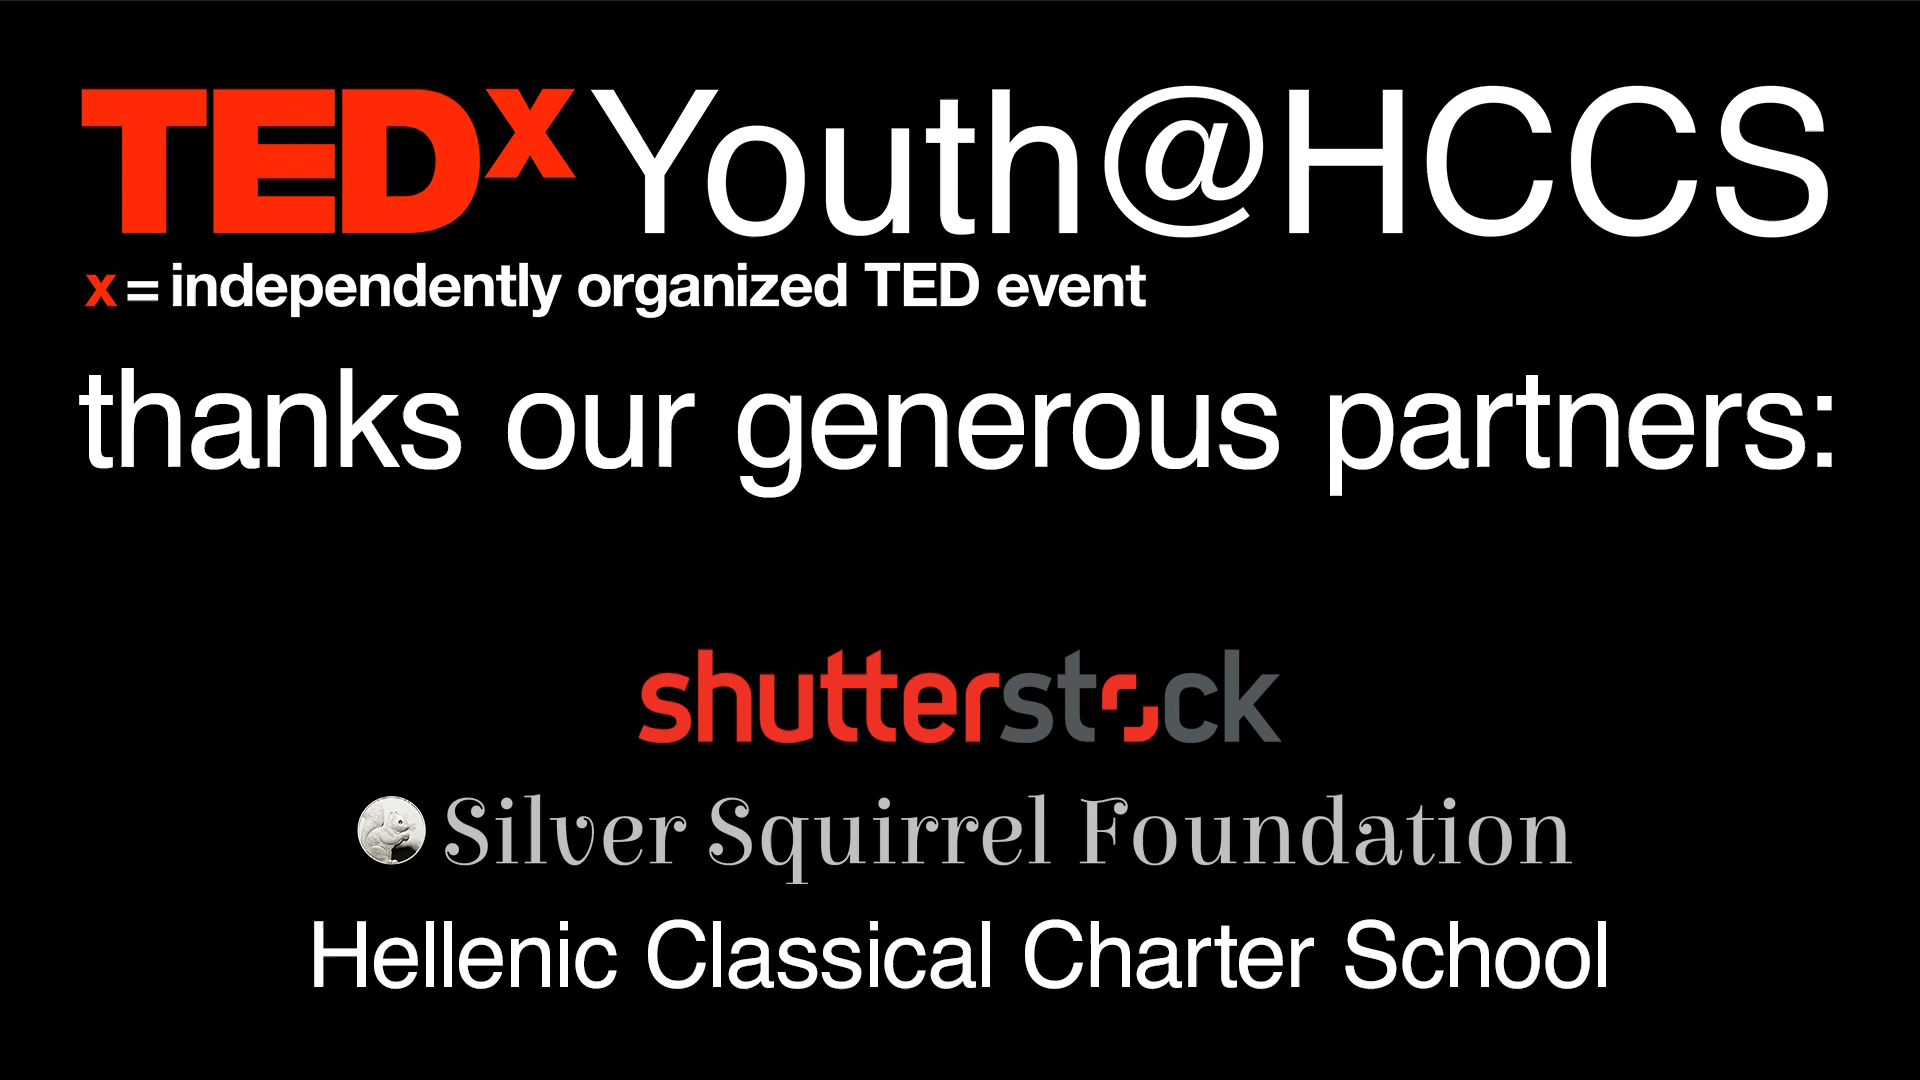 TEDxYouth@HCCS
x = independently organized TED event
thanks our generous partners:
shutterstock
Silver Squirrel Foundation
Hellenic Classical Charter School